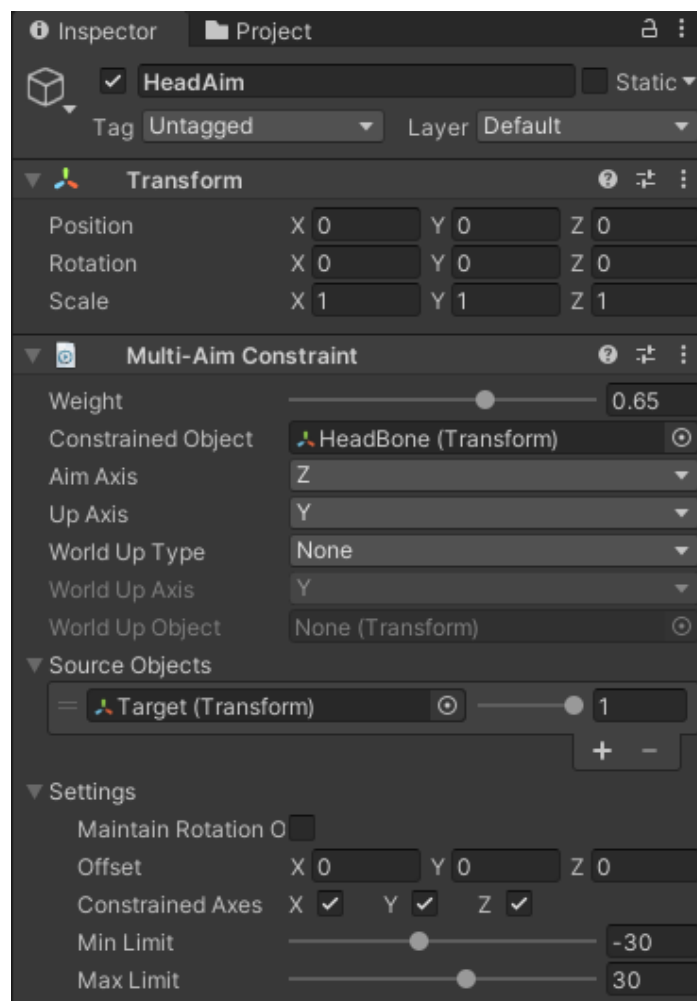 Inspector Project
HeadAim Static
Tag Untagged Layer Default
Transform
Position X 0 Y 0 Z 0
Rotation X 0 Y 0 Z 0
Scale X 1 Y 1 Z 1
Multi-Aim Constraint
Weight 0.65
Constrained Object HeadBone (Transform)
Aim Axis Z
Up Axis Y
World Up Type None
World Up Axis Y
World Up Object None (Transform)
Source Objects
Target (Transform) 1
+ −
Settings
Maintain Rotation O
Offset X 0 Y 0 Z 0
Constrained Axes X Y Z
Min Limit -30
Max Limit 30